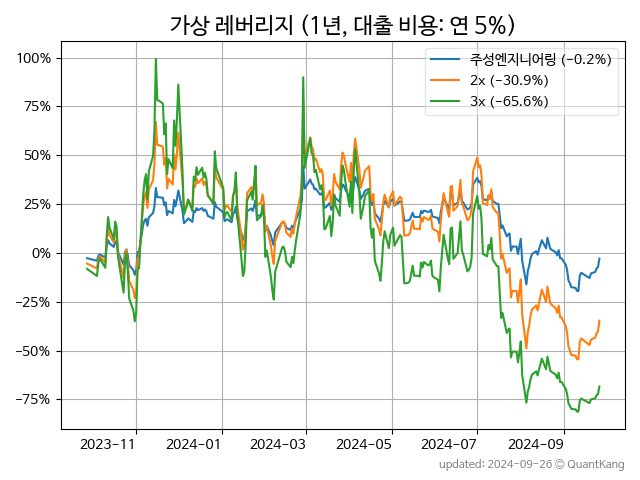 가상 레버리지 (1년, 대출 비용: 연 5%)
주성엔지니어링 (−0.2%)
2x (−30.9%)
3x (−65.6%)
100%
75%
50%
25%
0%
−25%
−50%
−75%
2023-11
2024-01
2024-03
2024-05
2024-07
2024-09
updated: 2024-09-26 © QuantKang